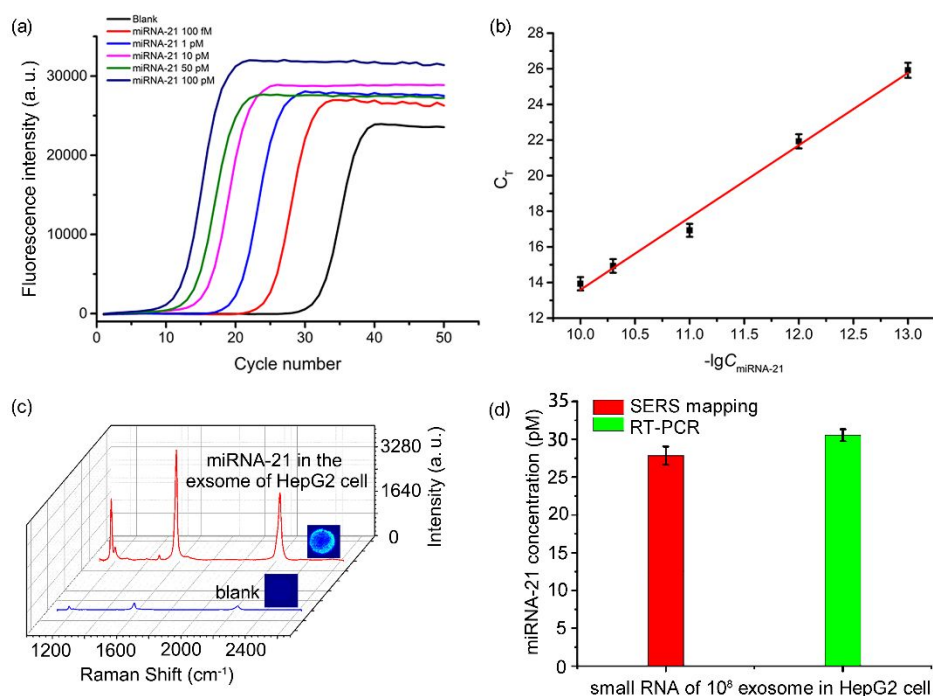 (a)
Blank
miRNA-21 100 fM
miRNA-21 1 pM
miRNA-21 10 pM
miRNA-21 50 pM
miRNA-21 100 pM
30000
20000
10000
0
Fluorescence intensity (a. u.)
0 10 20 30 40 50
Cycle number
(b)
26
24
22
20
18
16
14
12
C_T
10.0 10.5 11.0 11.5 12.0 12.5 13.0
-lgC_miRNA-21
(c)
miRNA-21 in the
exsome of HepG2 cell
blank
3280
1640
0
Intensity (a. u.)
1200 1600 2000 2400
Raman Shift (cm⁻¹)
(d)
SERS mapping
RT-PCR
35
30
25
20
15
10
5
0
miRNA-21 concentration (pM)
small RNA of 10⁸ exosome in HepG2 cell